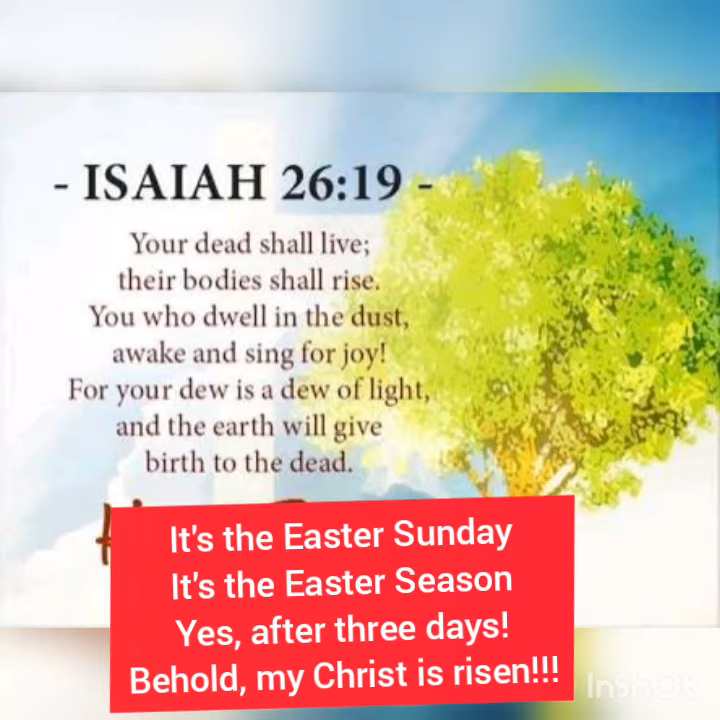 - ISAIAH 26:19 -
Your dead shall live;
their bodies shall rise.
You who dwell in the dust,
awake and sing for joy!
For your dew is a dew of light,
and the earth will give
birth to the dead.
It's the Easter Sunday
It's the Easter Season
Yes, after three days!
Behold, my Christ is risen!!!
InShOt